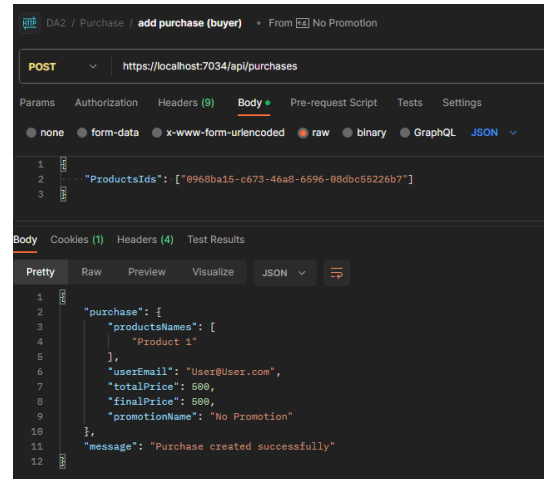 HTTP DA2 / Purchase / add purchase (buyer) • From e.g. No Promotion
POST https://localhost:7034/api/purchases
Params Authorization Headers (9) Body Pre-request Script Tests Settings
none form-data x-www-form-urlencoded raw binary GraphQL JSON
1 {
2 ····"ProductsIds":·["0968ba15-c673-46a8-6596-08dbc55226b7"]
3 }
Body Cookies (1) Headers (4) Test Results
Pretty Raw Preview Visualize JSON
1 {
2 "purchase": {
3 "productsNames": [
4 "Product 1"
5 ],
6 "userEmail": "User@User.com",
7 "totalPrice": 500,
8 "finalPrice": 500,
9 "promotionName": "No Promotion"
10 },
11 "message": "Purchase created successfully"
12 }